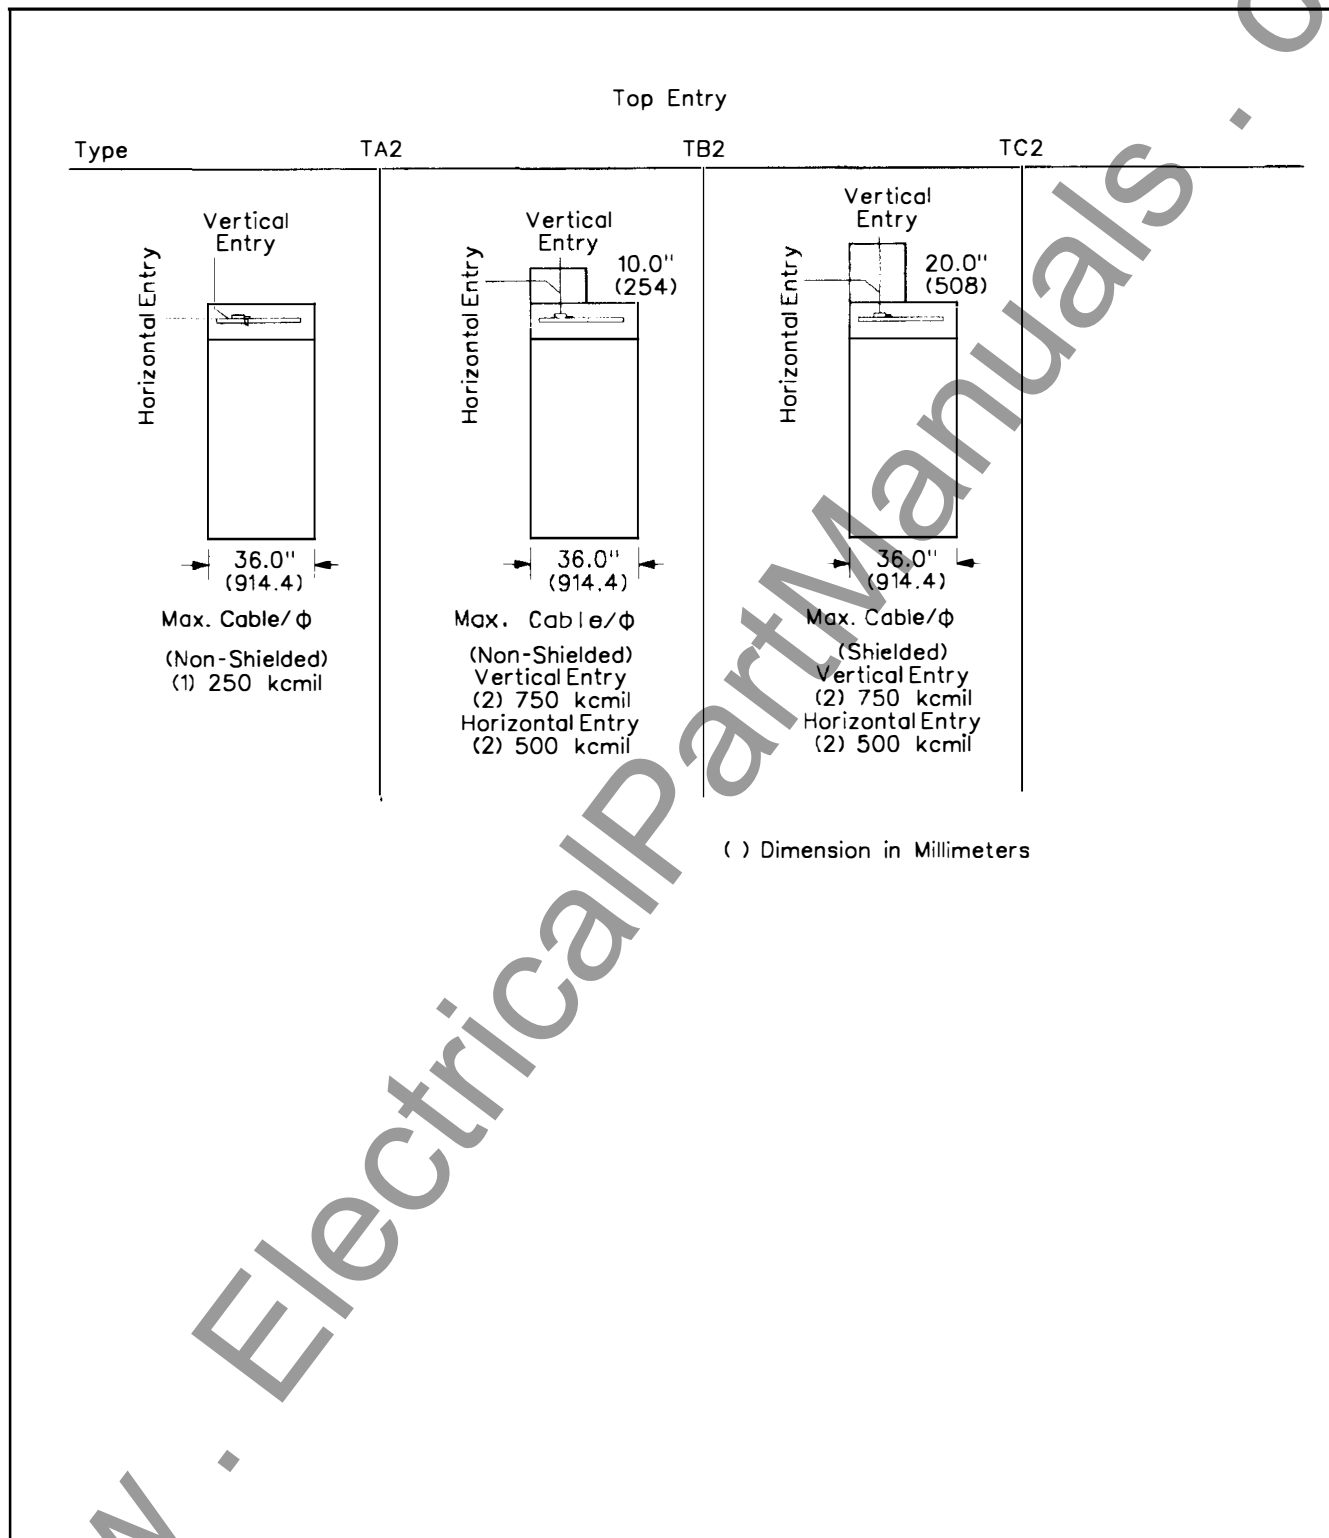 Top Entry
Type TA2 TB2 TC2
Vertical
Entry
Horizontal Entry
36.0"
(914.4)
Max. Cable/ϕ
(Non-Shielded)
(1) 250 kcmil
Vertical
Entry
10.0"
(254)
Horizontal Entry
36.0"
(914.4)
Max. Cable/ϕ
(Non-Shielded)
Vertical Entry
(2) 750 kcmil
Horizontal Entry
(2) 500 kcmil
Vertical
Entry
20.0"
(508)
Horizontal Entry
36.0"
(914.4)
Max. Cable/ϕ
(Shielded)
Vertical Entry
(2) 750 kcmil
Horizontal Entry
(2) 500 kcmil
( ) Dimension in Millimeters
w . ElectricalPartManuals . o